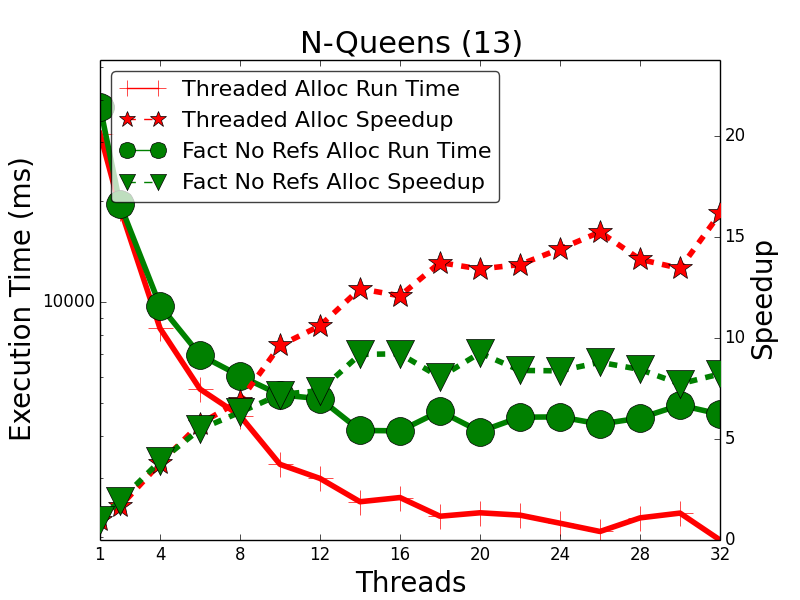 N-Queens (13)
Threaded Alloc Run Time
Threaded Alloc Speedup
Fact No Refs Alloc Run Time
Fact No Refs Alloc Speedup
Execution Time (ms)
10000
20
15
10
5
0
Speedup
1 4 8 12 16 20 24 28 32
Threads